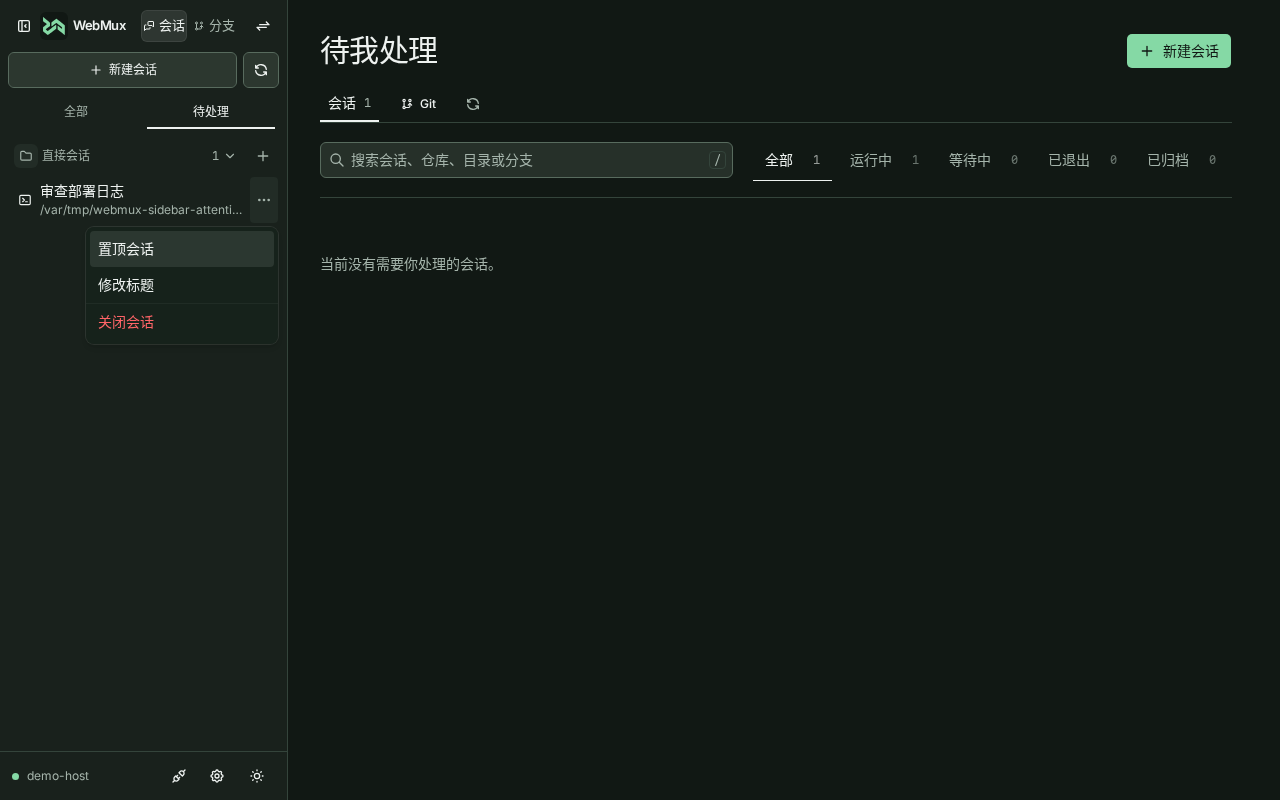 WebMux
会话
分支
新建会话
全部
待处理
直接会话
1
审查部署日志
/var/tmp/webmux-sidebar-attenti...
置顶会话
修改标题
关闭会话
demo-host
待我处理
新建会话
会话 1
Git
搜索会话、仓库、目录或分支
/
全部 1
运行中 1
等待中 0
已退出 0
已归档 0
当前没有需要你处理的会话。